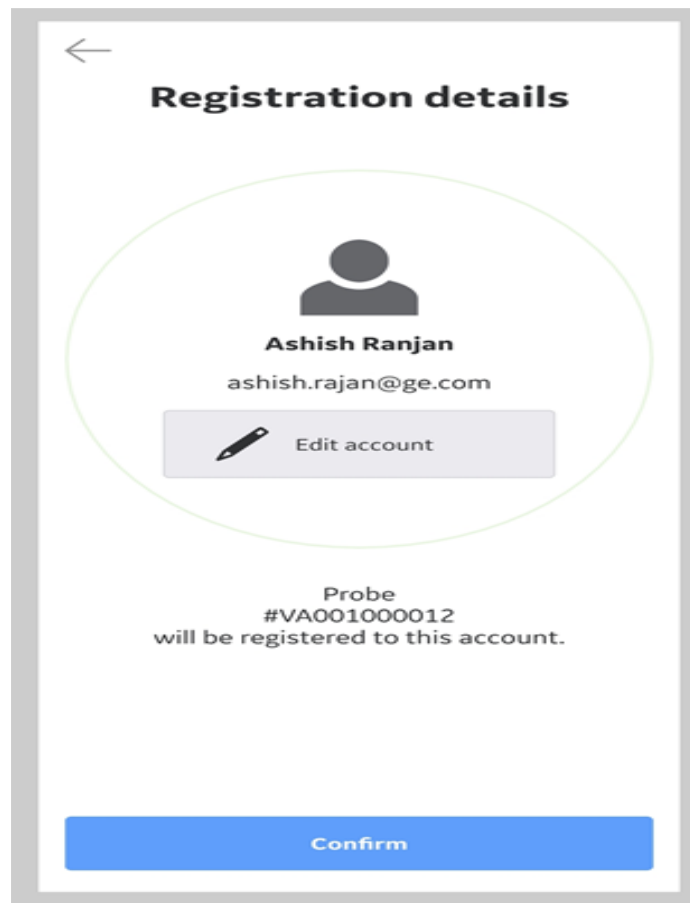 Registration details
Ashish Ranjan
ashish.rajan@ge.com
Edit account
Probe
#VA001000012
will be registered to this account.
Confirm